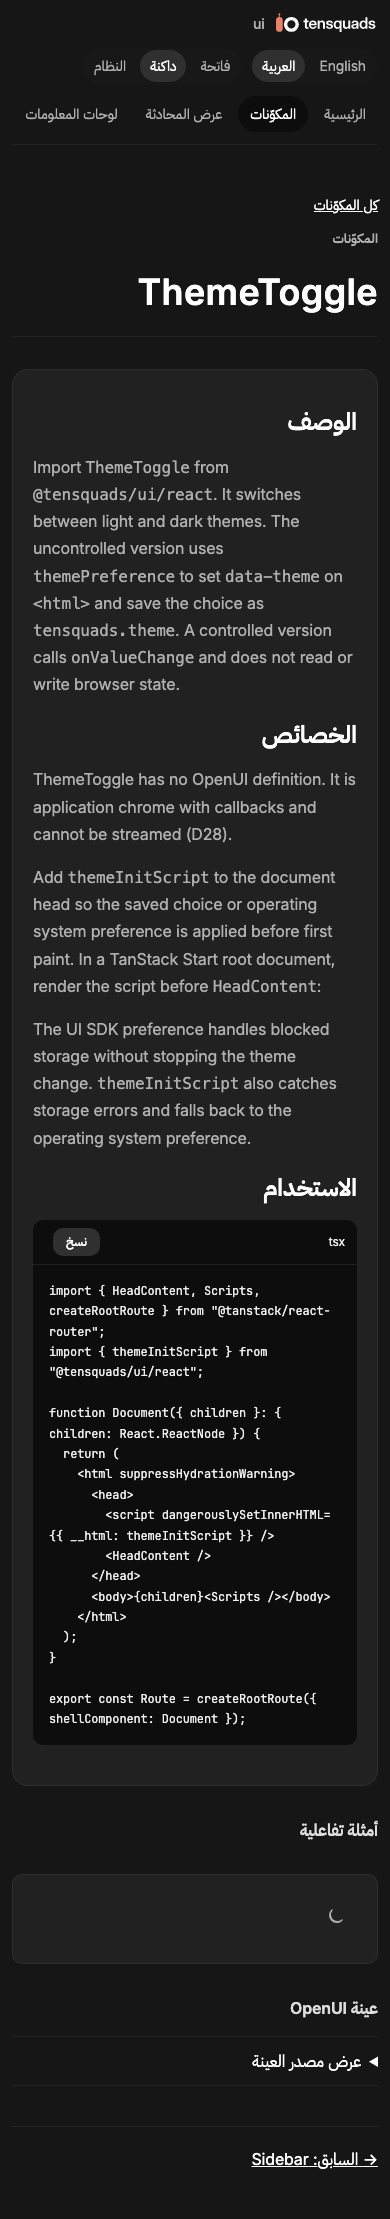 tensquads ui
English العربية فاتحة داكنة النظام
الرئيسية المكوّنات عرض المحادثة لوحات المعلومات
كل المكوّنات
المكوّنات
ThemeToggle
الوصف
Import ThemeToggle from
@tensquads/ui/react. It switches
between light and dark themes. The
uncontrolled version uses
themePreference to set data-theme on
<html> and save the choice as
tensquads.theme. A controlled version
calls onValueChange and does not read or
write browser state.
الخصائص
ThemeToggle has no OpenUI definition. It is
application chrome with callbacks and
cannot be streamed (D28).
Add themeInitScript to the document
head so the saved choice or operating
system preference is applied before first
paint. In a TanStack Start root document,
render the script before HeadContent:
The UI SDK preference handles blocked
storage without stopping the theme
change. themeInitScript also catches
storage errors and falls back to the
operating system preference.
الاستخدام
tsx نسخ
import { HeadContent, Scripts,
createRootRoute } from "@tanstack/react-
router";
import { themeInitScript } from
"@tensquads/ui/react";
function Document({ children }: {
children: React.ReactNode }) {
  return (
    <html suppressHydrationWarning>
      <head>
        <script dangerouslySetInnerHTML=
{{ __html: themeInitScript }} />
        <HeadContent />
      </head>
      <body>{children}<Scripts /></body>
    </html>
  );
}
export const Route = createRootRoute({
shellComponent: Document });
أمثلة تفاعلية
عينة OpenUI
عرض مصدر العينة
→ السابق: Sidebar